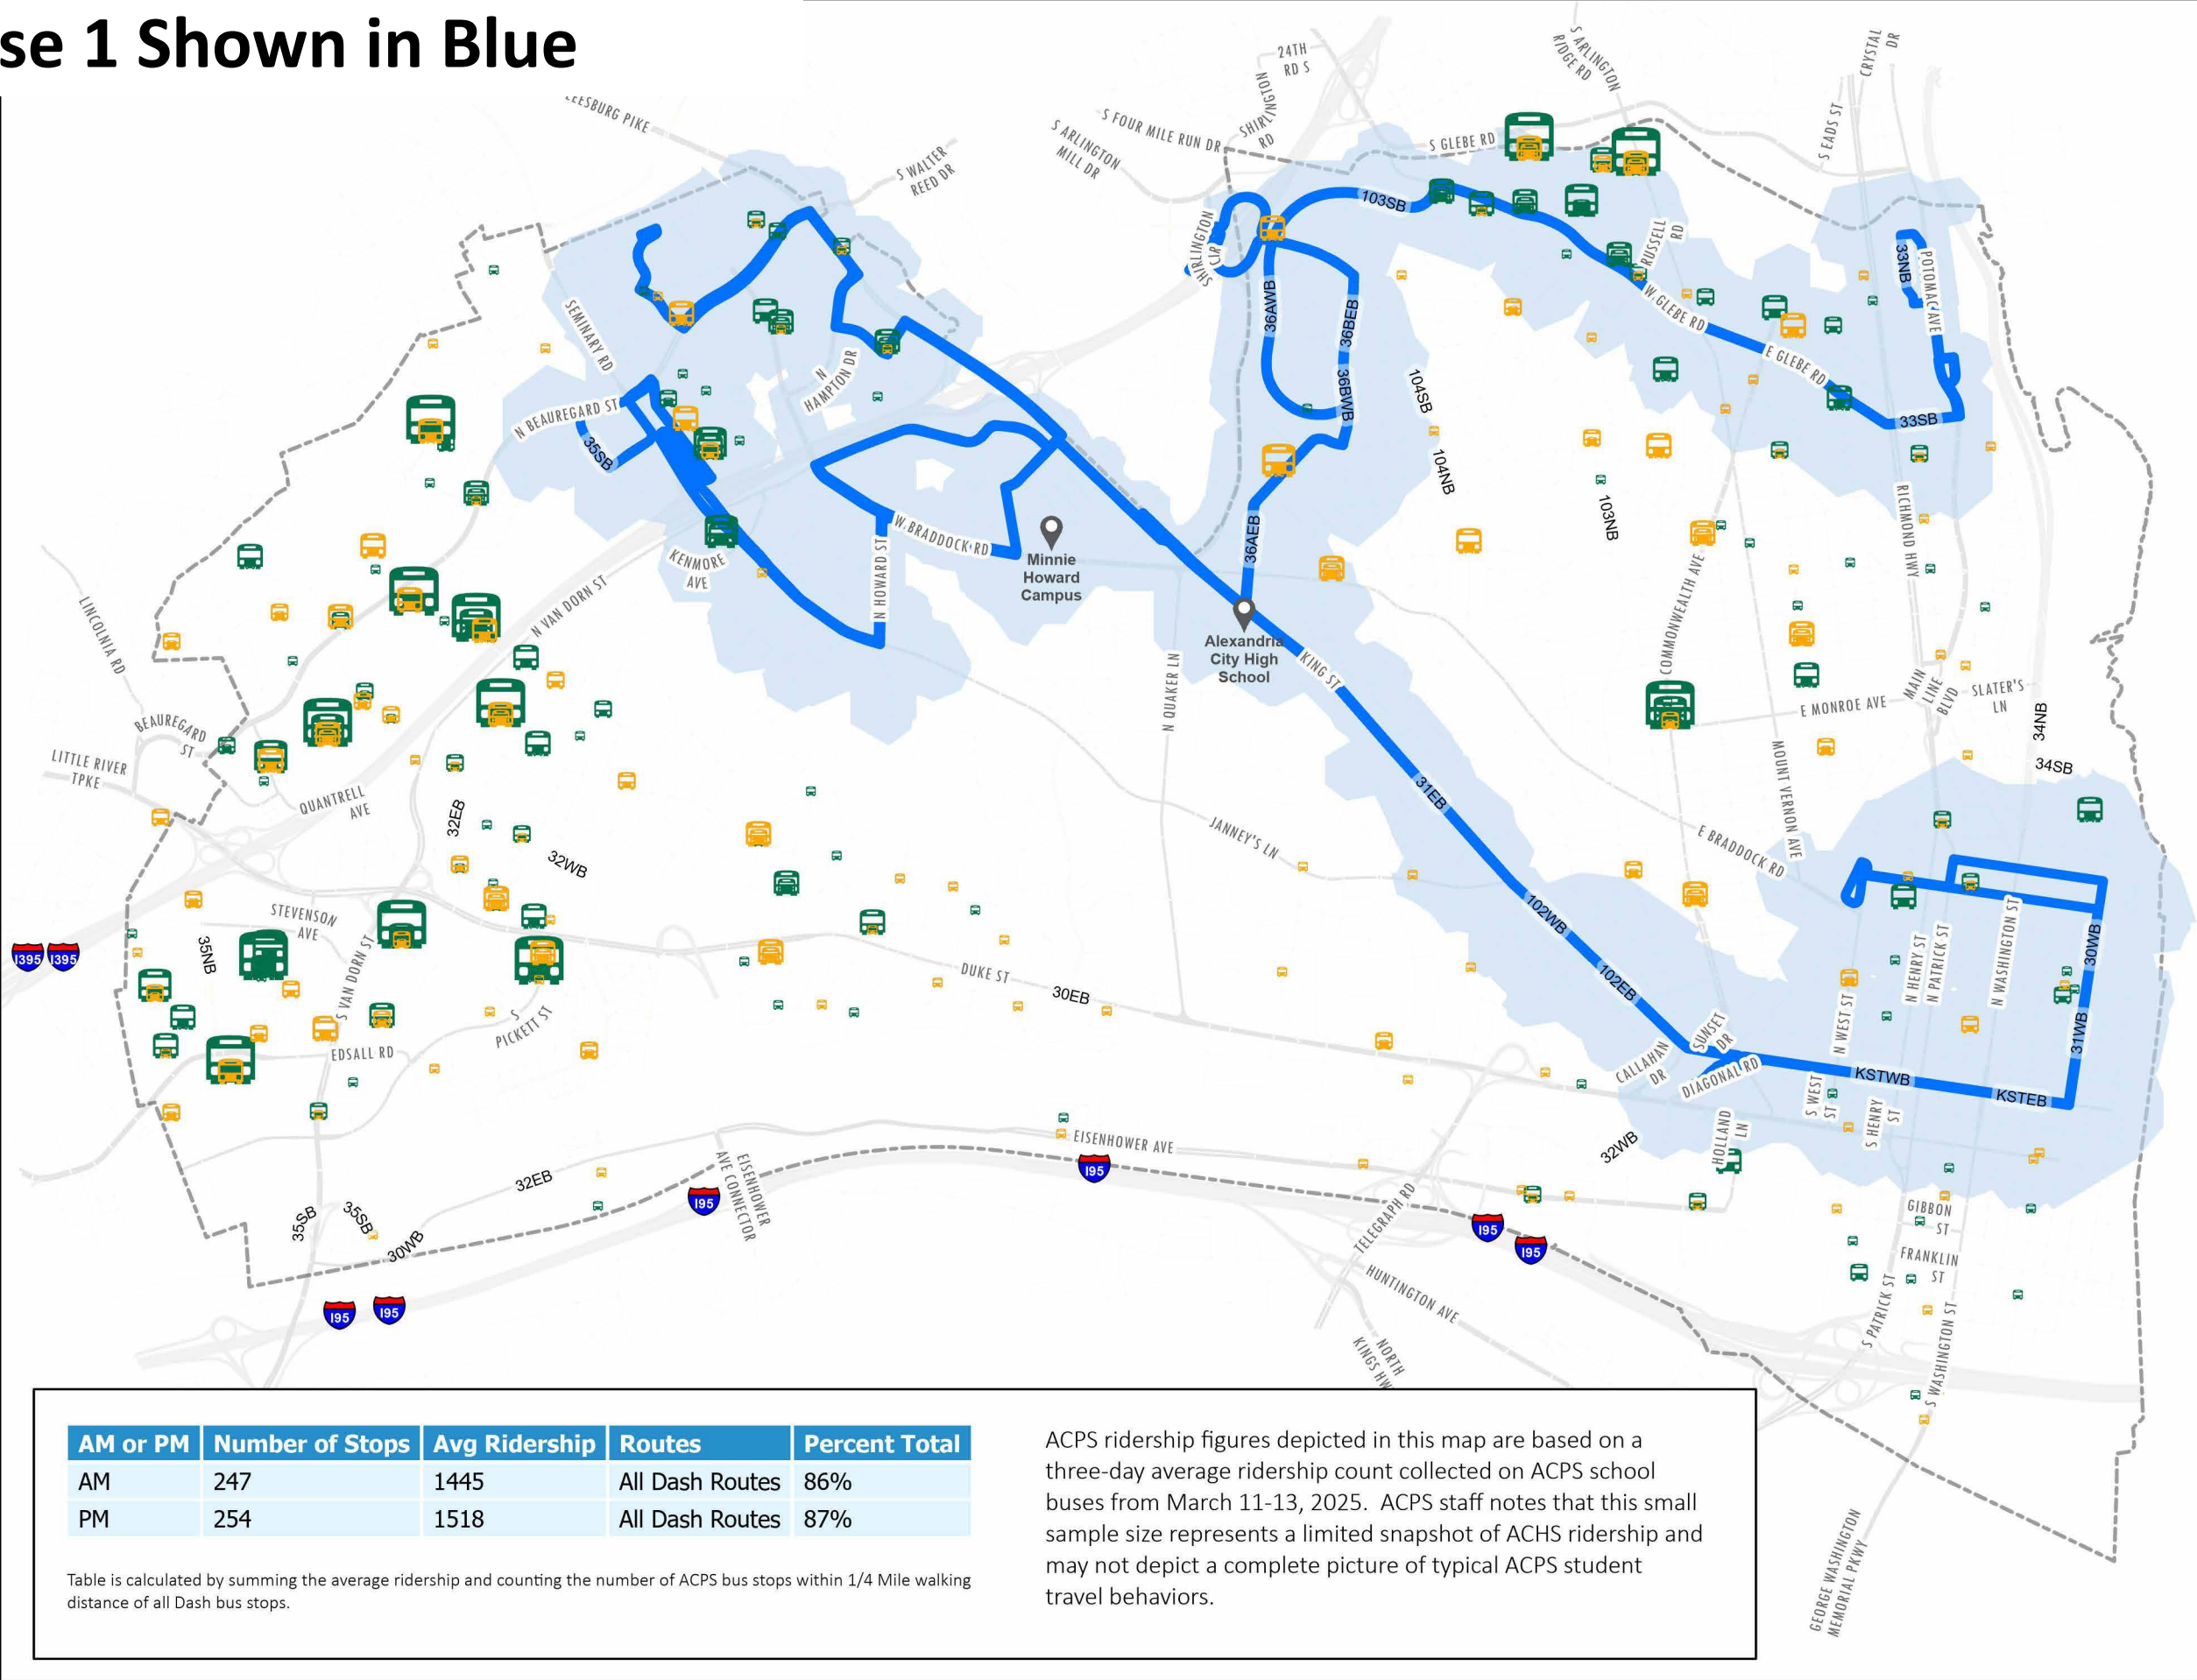 se 1 Shown in Blue
24TH
RD S
S ARLINGTON
RIDGE RD
CRYSTAL
DR
LEESBURG PIKE
S WALTER
REED DR
S ARLINGTON
MILL DR
S FOUR MILE RUN DR
SHIRLINGTON
RD
S GLEBE RD
S EADS ST
SHIRLINGTON
CIR
103SB
RUSSELL
RD
W GLEBE RD
E GLEBE RD
33NB
POTOMAC AVE
33SB
SEMINARY RD
N
HAMPTON DR
N BEAUREGARD ST
35SB
36AWB
36BEB
36BWB
104SB
104NB
103NB
36AEB
RICHMOND HWY
W BRADDOCK RD
N HOWARD ST
KENMORE
AVE
Minnie
Howard
Campus
Alexandria
City High
School
KING ST
N QUAKER LN
N VAN DORN ST
LINCOLNIA RD
BEAUREGARD
ST
LITTLE RIVER
TPKE
QUANTRELL
AVE
COMMONWEALTH AVE
E MONROE AVE
MAIN
LINE
BLVD
SLATER'S
LN
34NB
34SB
MOUNT VERNON AVE
E BRADDOCK RD
31EB
JANNEY'S LN
32EB
32WB
STEVENSON
AVE
35NB
I395
I395
S VAN DORN ST
DUKE ST
30EB
102WB
102EB
N HENRY ST
N PATRICK ST
N WASHINGTON ST
30WB
31WB
N WEST ST
S
PICKETT ST
EDSALL RD
SUNSET
DR
CALLAHAN
DR
DIAGONAL RD
KSTWB
KSTEB
S WEST
ST
S HENRY
ST
HOLLAND
LN
32WB
EISENHOWER AVE
EISENHOWER
AVE CONNECTOR
32EB
35SB
35SB
30WB
I95
I95
I95
I95
I95
I95
TELEGRAPH RD
HUNTINGTON AVE
NORTH
KINGS HW
GIBBON
ST
FRANKLIN
ST
S PATRICK ST
S WASHINGTON ST
GEORGE WASHINGTON
MEMORIAL PKWY
AM or PM Number of Stops Avg Ridership Routes Percent Total
AM 247 1445 All Dash Routes 86%
PM 254 1518 All Dash Routes 87%
Table is calculated by summing the average ridership and counting the number of ACPS bus stops within 1/4 Mile walking
distance of all Dash bus stops.
ACPS ridership figures depicted in this map are based on a
three-day average ridership count collected on ACPS school
buses from March 11-13, 2025. ACPS staff notes that this small
sample size represents a limited snapshot of ACHS ridership and
may not depict a complete picture of typical ACPS student
travel behaviors.